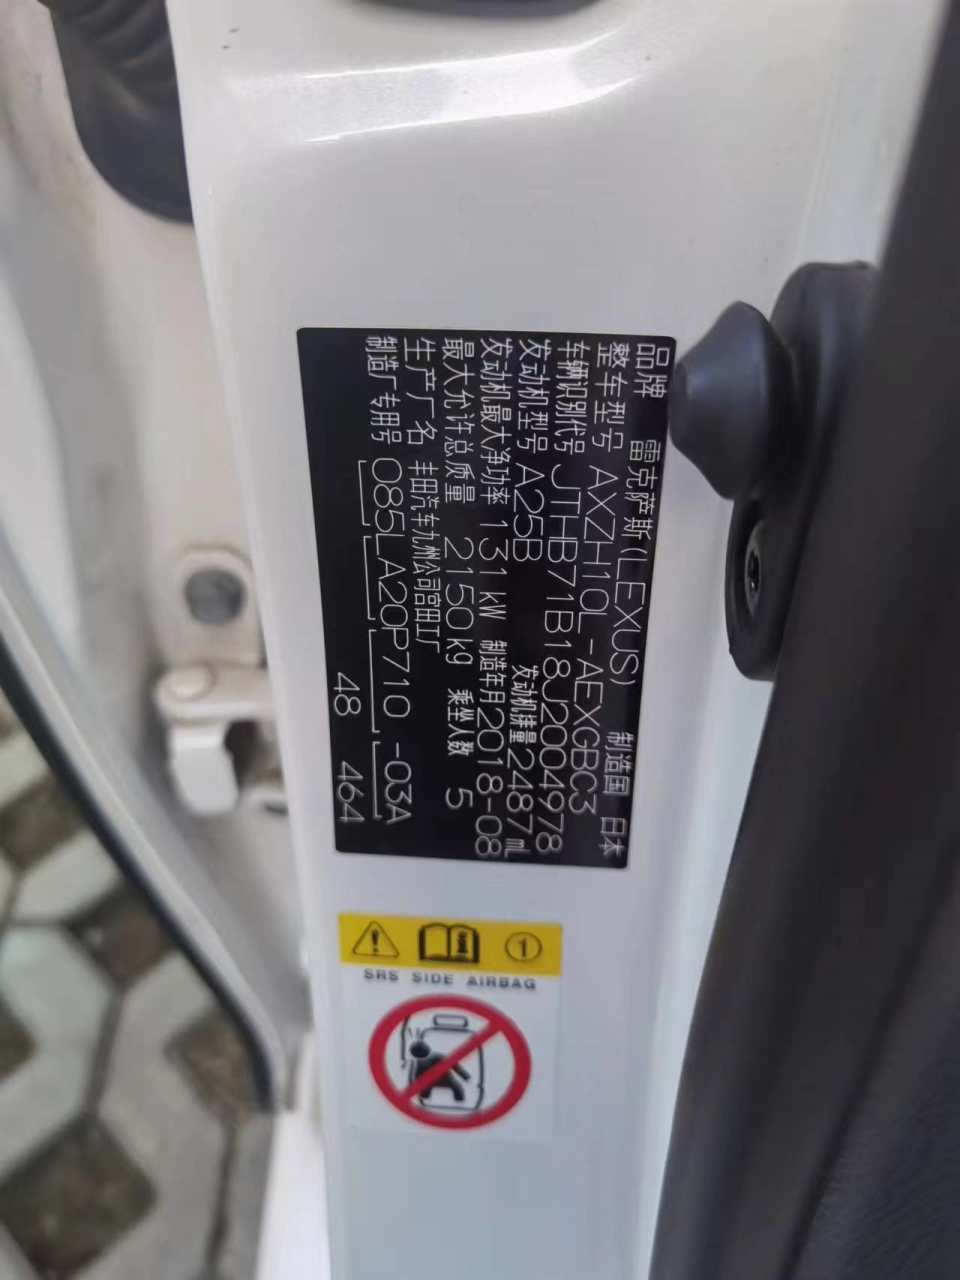 品牌 雷克萨斯(LEXUS) 制造国 日本
整车型号 AXZH10L-AEXGBC3
车辆识别代号 JTHB71B18J2004978
发动机型号 A25B 发动机排量 2487mL
发动机最大净功率 131kW 制造年月 2018-08
最大允许总质量 2150kg 乘坐人数 5
生产厂名 丰田汽车九州公司宫田工厂
制造厂专用号 085LA20P710-03A
48 464
SRS SIDE AIRBAG